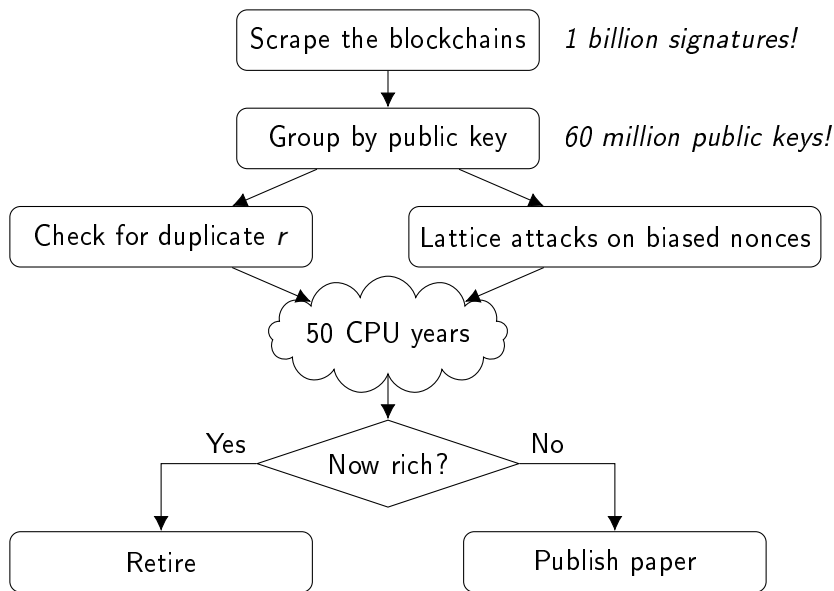 Scrape the blockchains
1 billion signatures!
Group by public key
60 million public keys!
Check for duplicate r
Lattice attacks on biased nonces
50 CPU years
Yes
Now rich?
No
Retire
Publish paper